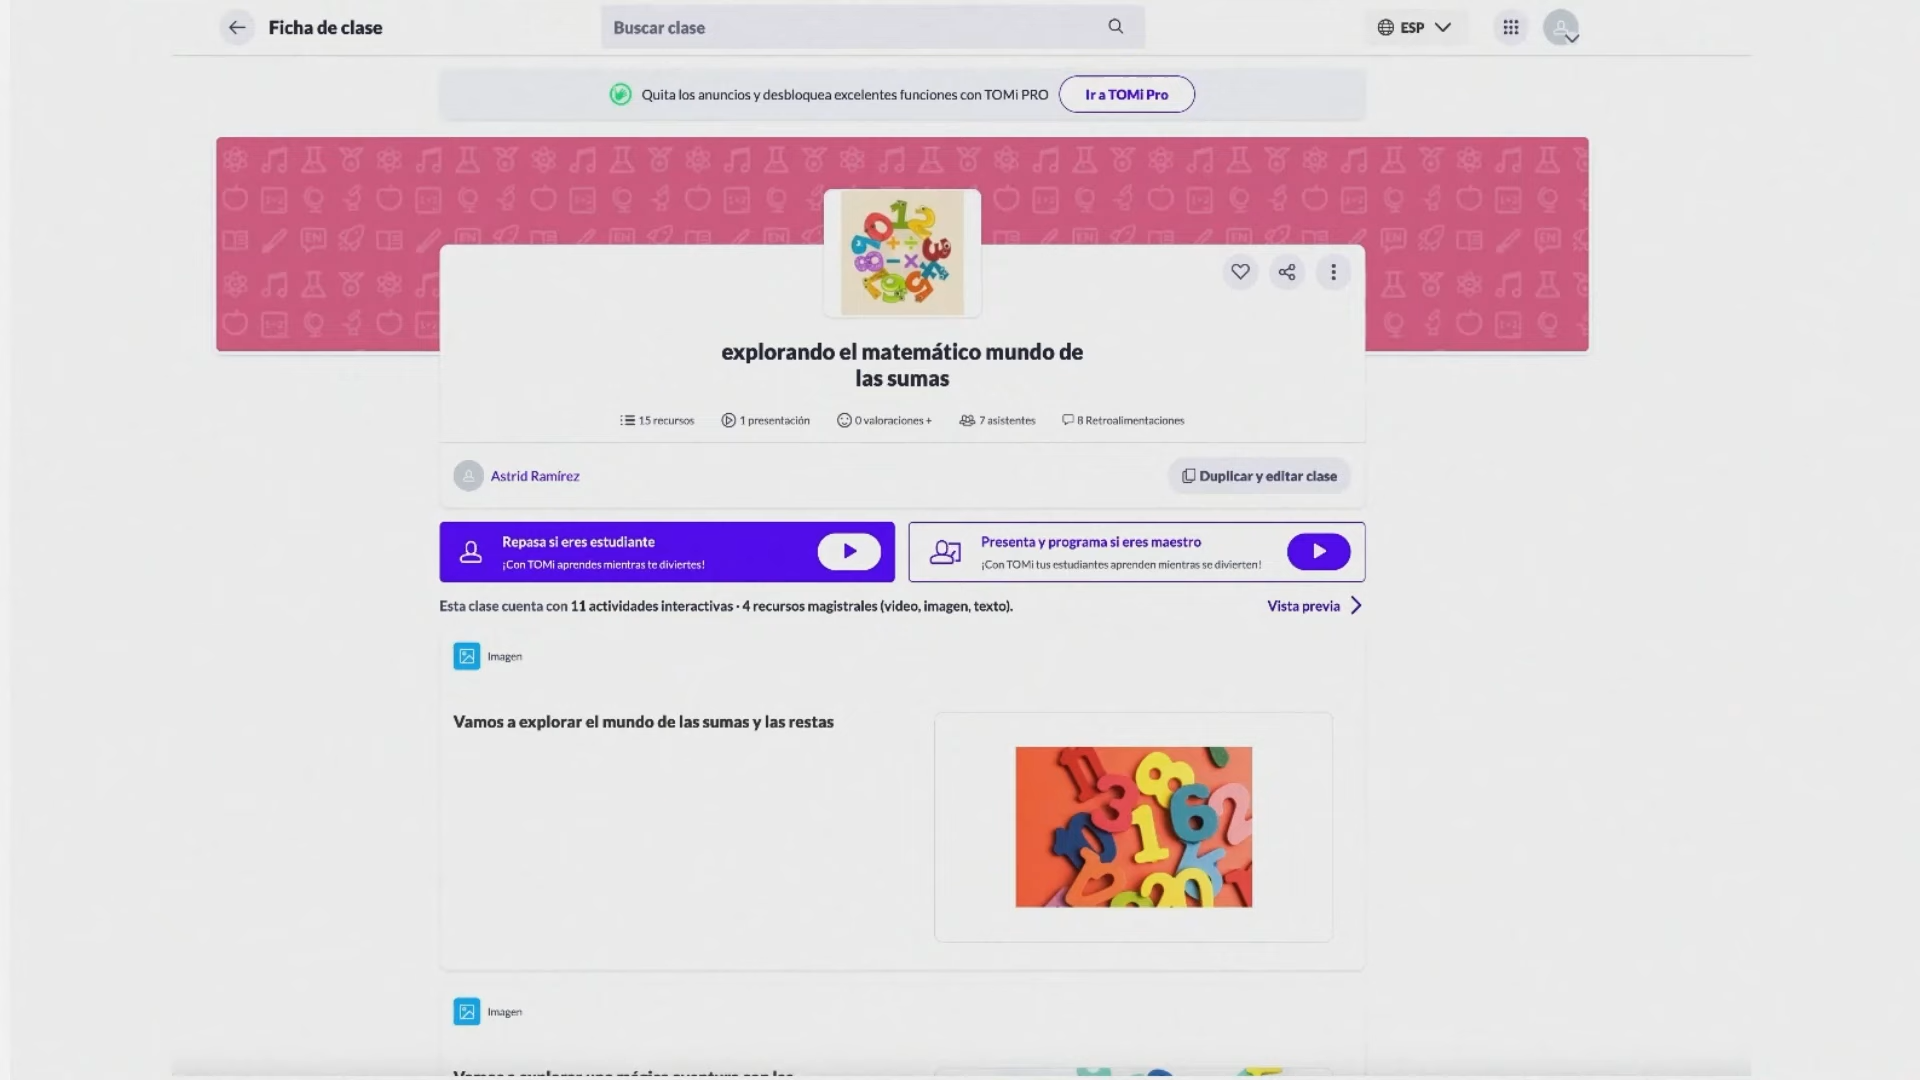 Ficha de clase
Buscar clase
ESP
Quita los anuncios y desbloquea excelentes funciones con TOMi PRO
Ir a TOMi Pro
explorando el matemático mundo de
las sumas
15 recursos
1 presentación
0 valoraciones +
7 asistentes
8 Retroalimentaciones
Astrid Ramírez
Duplicar y editar clase
Repasa si eres estudiante
¡Con TOMi aprendes mientras te diviertes!
Presenta y programa si eres maestro
¡Con TOMi tus estudiantes aprenden mientras se divierten!
Esta clase cuenta con 11 actividades interactivas · 4 recursos magistrales (video, imagen, texto).
Vista previa
Imagen
Vamos a explorar el mundo de las sumas y las restas
Imagen